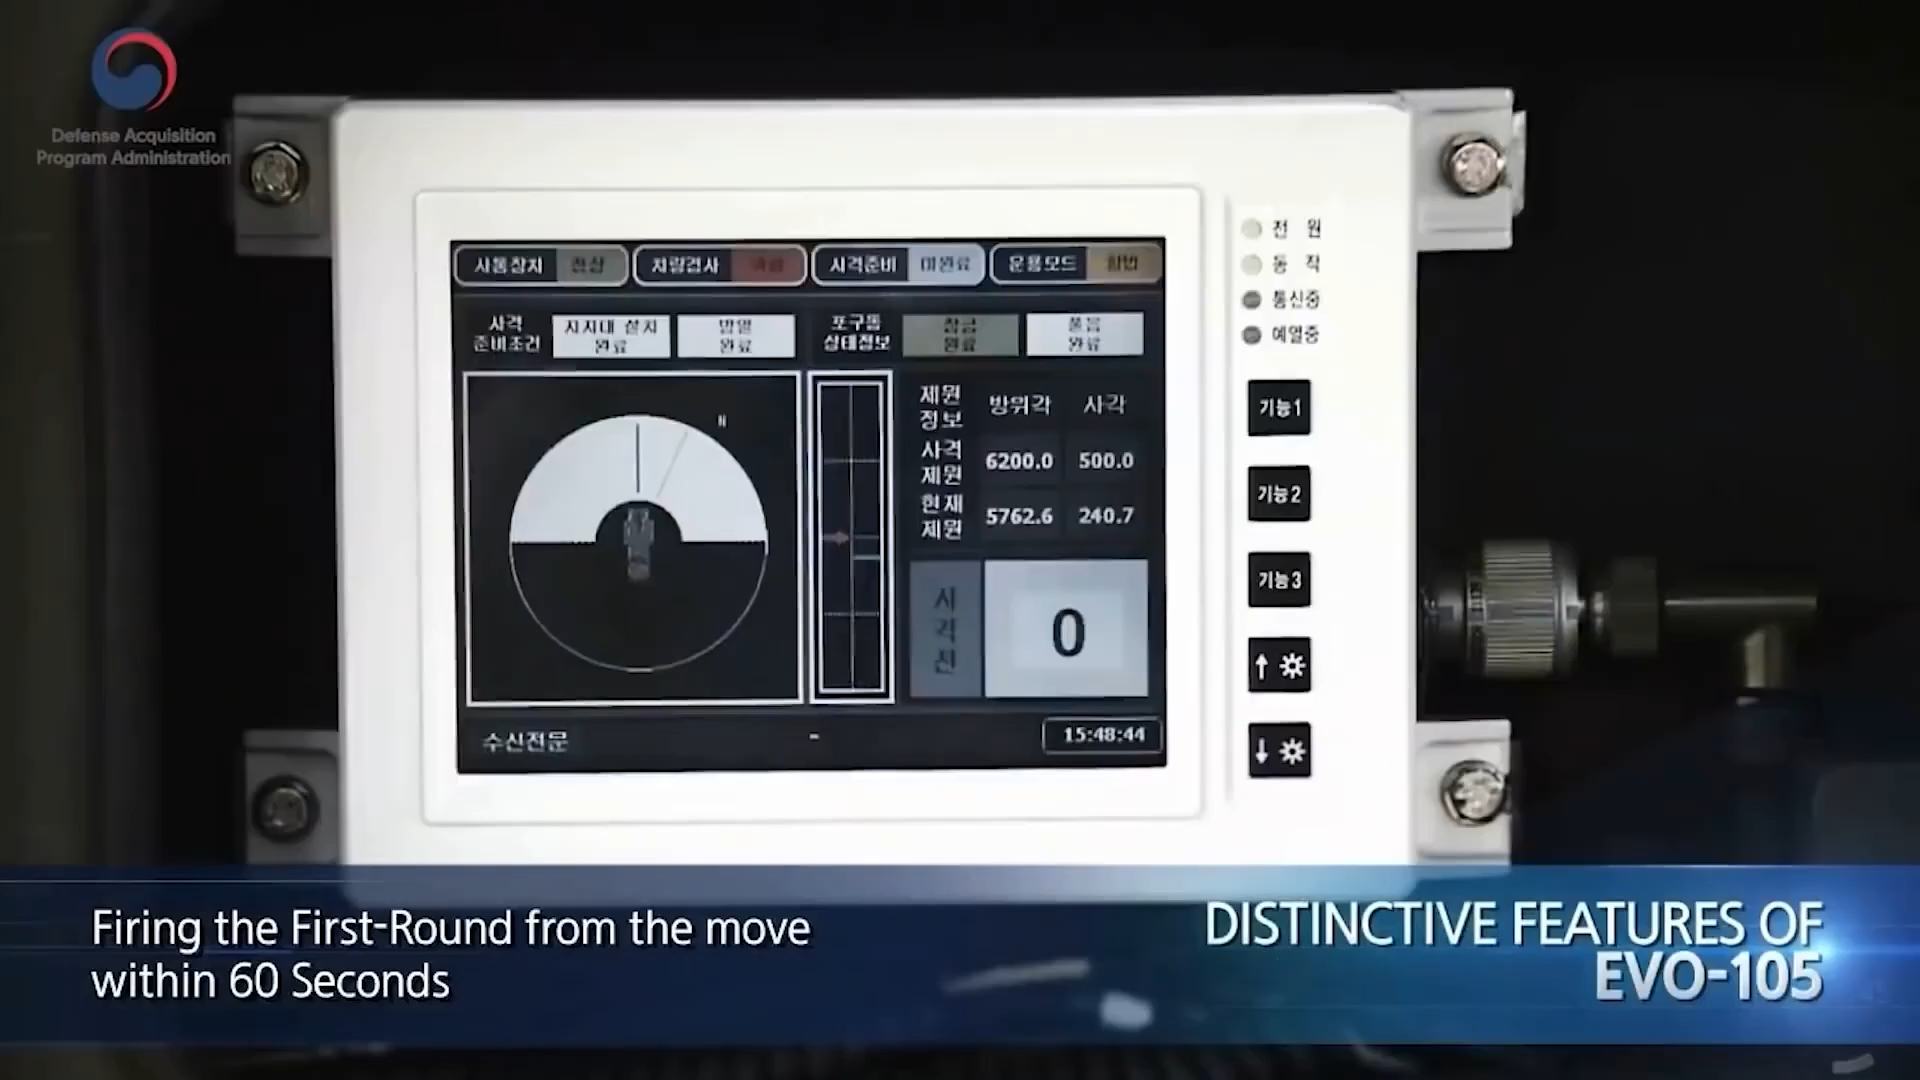 Defense Acquisition
Program Administration
사통장치 정상
차량검사
사격준비 미완료
운용모드 합법
사격
준비조건
지지대 설치
완료
방열
완료
포구돔
상태정보
잠금
완료
풀림
완료
N
제원
정보
방위각 사각
사격
제원
6200.0 500.0
현재
제원
5762.6 240.7
사
격
전
0
수신전문
-
15:48:44
전 원
동 작
통신중
예열중
기능1
기능2
기능3
↑
↓
Firing the First-Round from the move
within 60 Seconds
DISTINCTIVE FEATURES OF
EVO-105